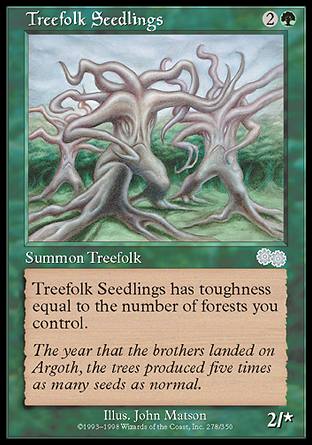 Treefolk Seedlings 2
Summon Treefolk
Treefolk Seedlings has toughness
equal to the number of forests you
control.
The year that the brothers landed on
Argoth, the trees produced five times
as many seeds as normal.
Illus. John Matson
©1993–1998 Wizards of the Coast, Inc. 278/350
2/*